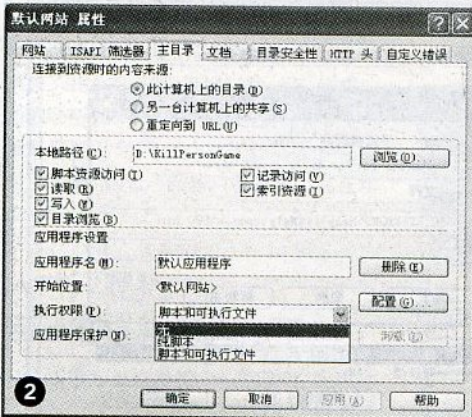 默认网站 属性
网站 ISAPI 筛选器 主目录 文档 目录安全性 HTTP 头 自定义错误
连接到资源时的内容来源:
此计算机上的目录(D)
另一台计算机上的共享(S)
重定向到 URL(U)
本地路径(C): D:\KillPersonGame 浏览(O)...
脚本资源访问(T) 记录访问(V)
读取(R) 索引资源(I)
写入(W)
目录浏览(B)
应用程序设置
应用程序名(M): 默认应用程序 删除(E)
开始位置: <默认网站>
配置(G)...
执行权限(P): 脚本和可执行文件
应用程序保护(N): 无 卸载(L)
纯脚本
脚本和可执行文件
2
确定 取消 应用(A) 帮助